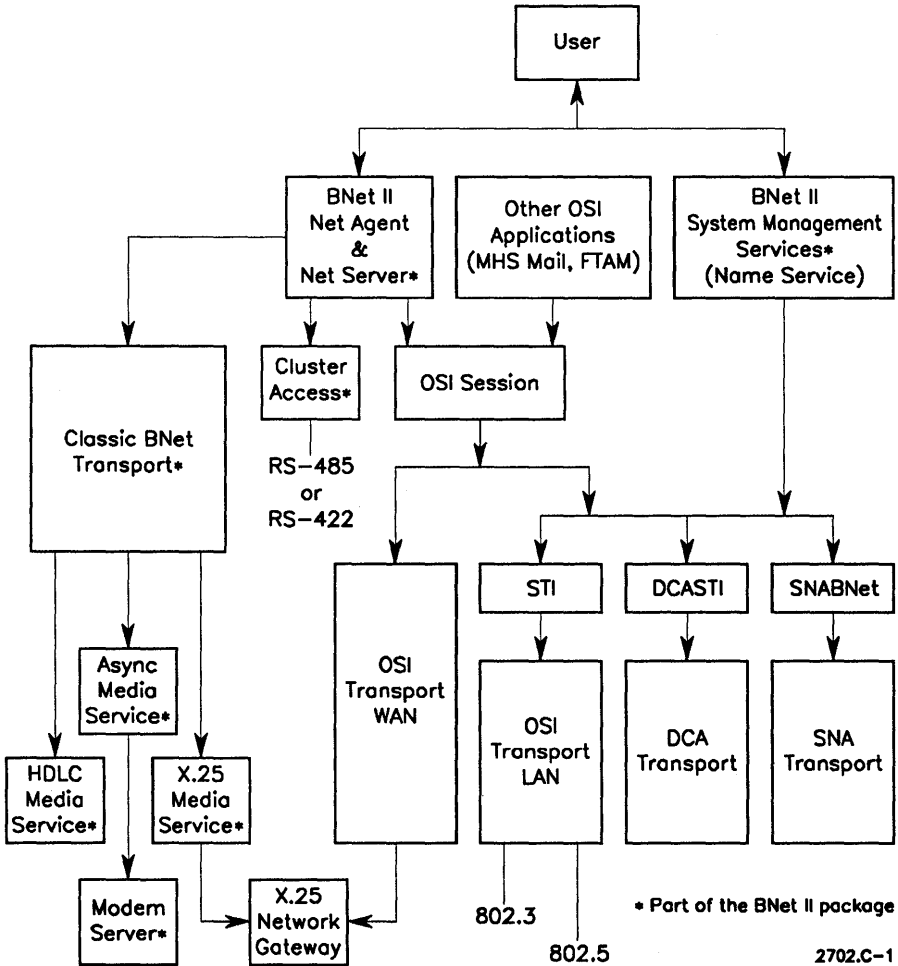 User
BNet II
Net Agent
&
Net Server*
Other OSI
Applications
(MHS Mail, FTAM)
BNet II
System Management
Services*
(Name Service)
Classic BNet
Transport*
Cluster
Access*
OSI Session
RS-485
or
RS-422
OSI
Transport
WAN
STI
DCASTI
SNABNet
Async
Media
Service*
OSI
Transport
LAN
DCA
Transport
SNA
Transport
HDLC
Media
Service*
X.25
Media
Service*
Modem
Server*
X.25
Network
Gateway
802.3
802.5
* Part of the BNet II package
2702.C-1